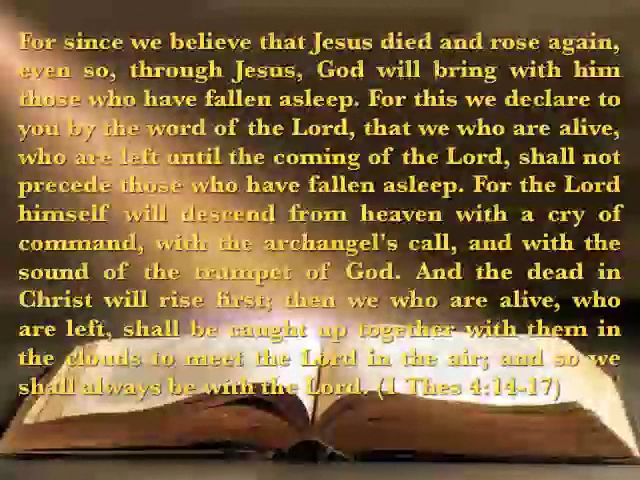 For since we believe that Jesus died and rose again,
even so, through Jesus, God will bring with him
those who have fallen asleep. For this we declare to
you by the word of the Lord, that we who are alive,
who are left until the coming of the Lord, shall not
precede those who have fallen asleep. For the Lord
himself will descend from heaven with a cry of
command, with the archangel's call, and with the
sound of the trumpet of God. And the dead in
Christ will rise first; then we who are alive, who
are left, shall be caught up together with them in
the clouds to meet the Lord in the air; and so we
shall always be with the Lord. (1 Thes 4:14-17)